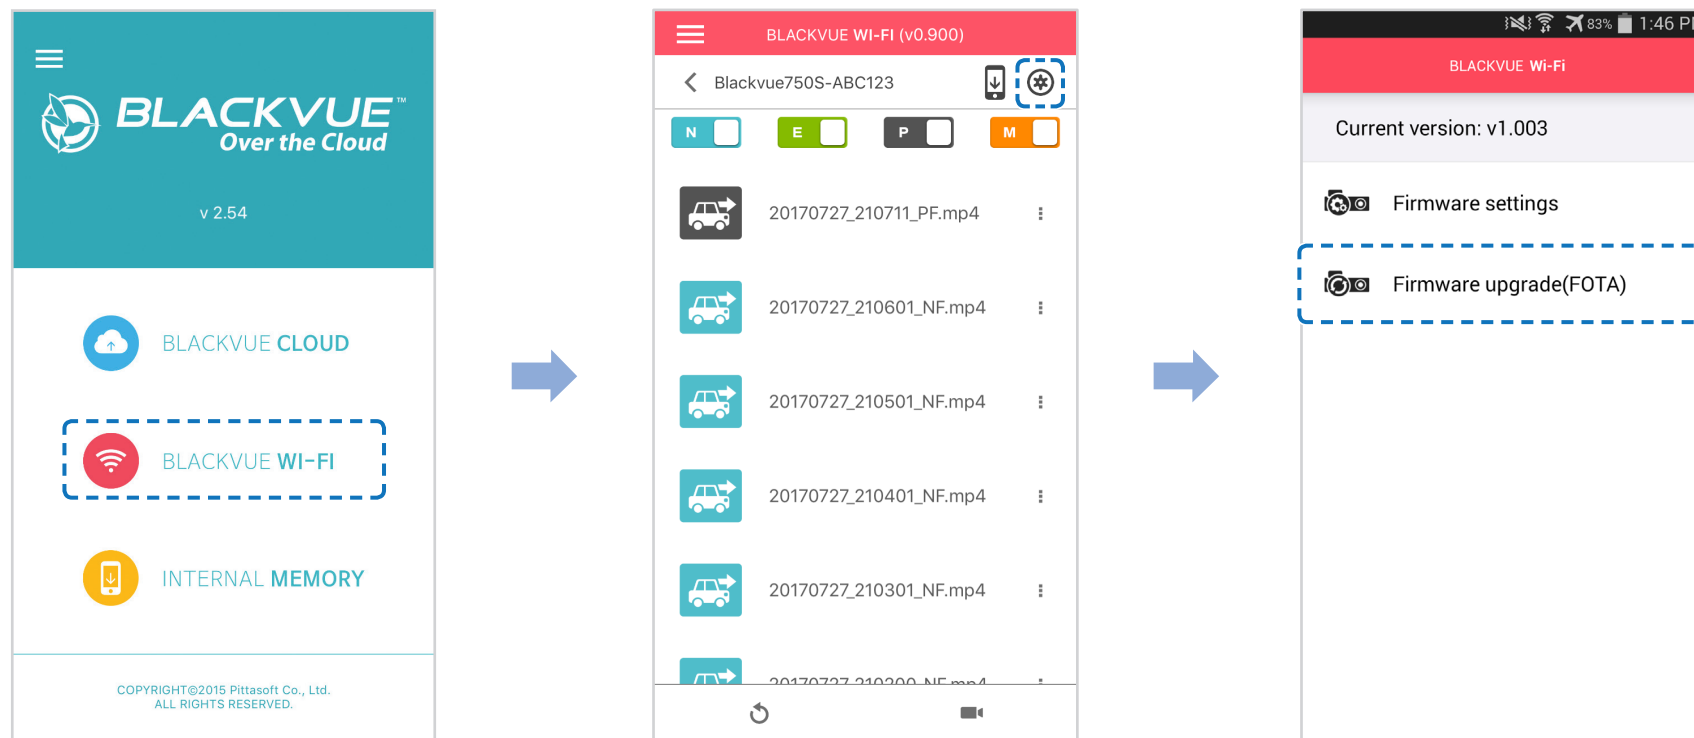 BLACKVUE™
Over the Cloud
v 2.54
BLACKVUE CLOUD
BLACKVUE WI-FI
INTERNAL MEMORY
COPYRIGHT©2015 Pittasoft Co., Ltd.
ALL RIGHTS RESERVED.
BLACKVUE WI-FI (v0.900)
Blackvue750S-ABC123
N E P M
20170727_210711_PF.mp4
20170727_210601_NF.mp4
20170727_210501_NF.mp4
20170727_210401_NF.mp4
20170727_210301_NF.mp4
20170727_210200_NF.mp4
83% 1:46 P
BLACKVUE Wi-Fi
Current version: v1.003
Firmware settings
Firmware upgrade(FOTA)